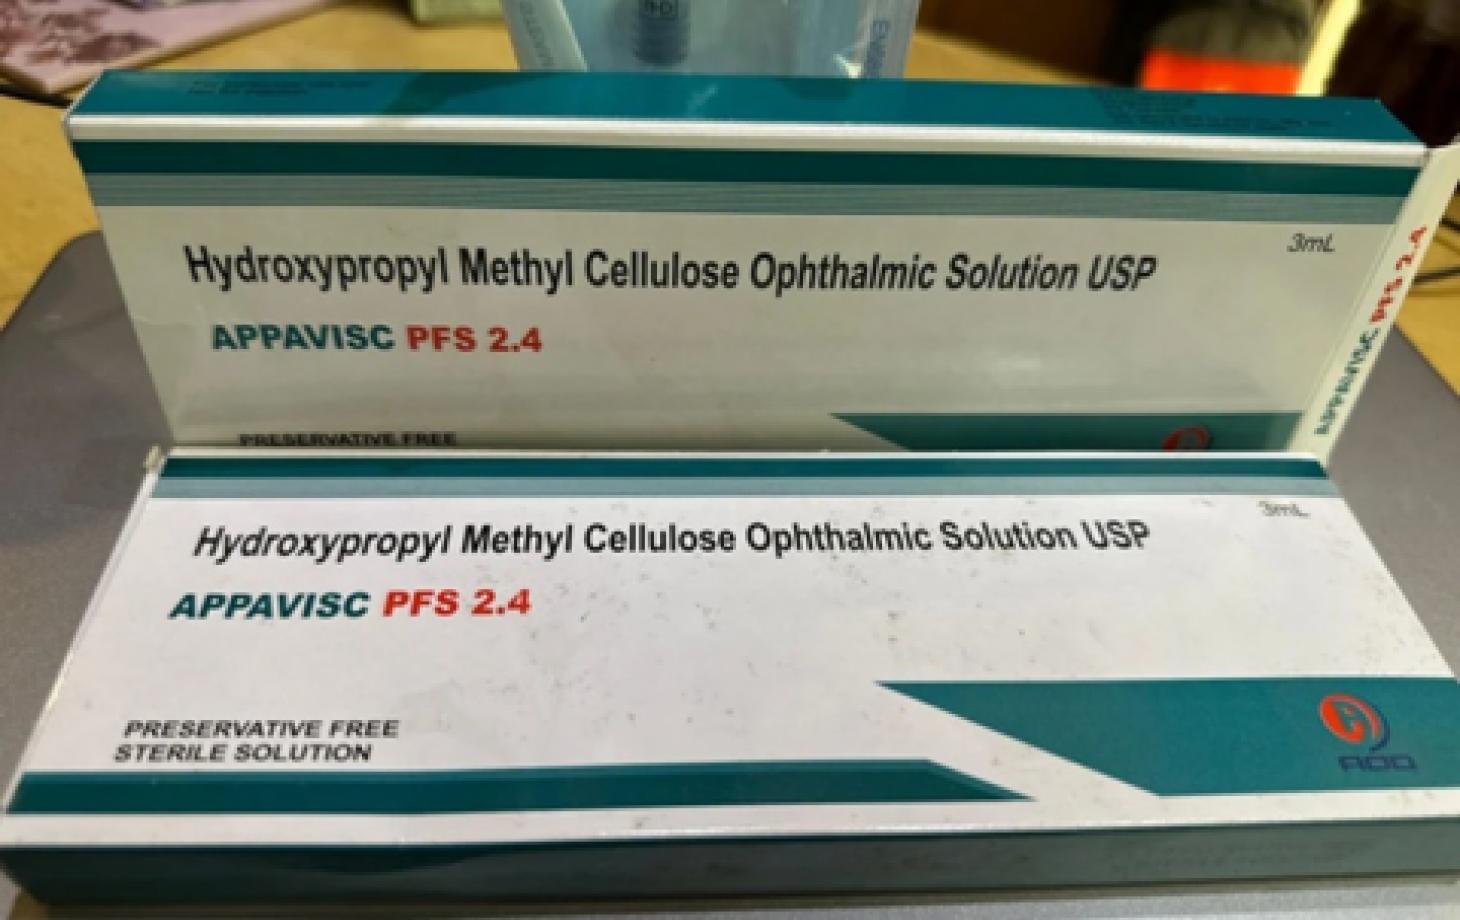 Hydroxypropyl Methyl Cellulose Ophthalmic Solution USP
3mL
APPAVISC PFS 2.4
PRESERVATIVE FREE
APPAVISC PFS 2.4
Hydroxypropyl Methyl Cellulose Ophthalmic Solution USP
3mL
APPAVISC PFS 2.4
PRESERVATIVE FREE
STERILE SOLUTION